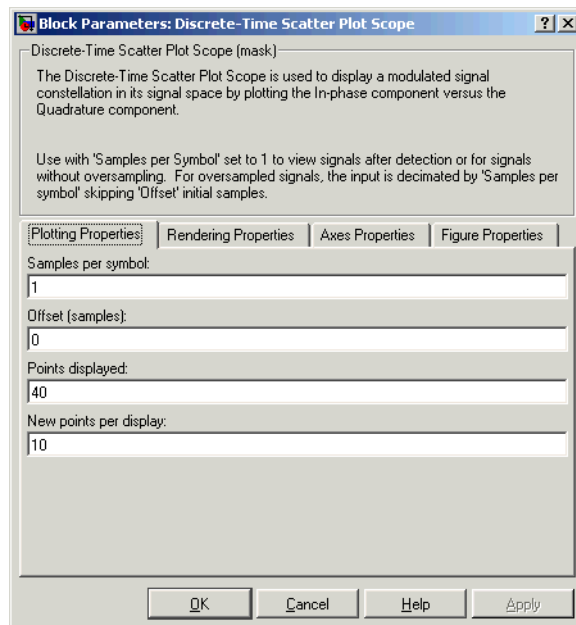 Block Parameters: Discrete-Time Scatter Plot Scope
Discrete-Time Scatter Plot Scope (mask)
The Discrete-Time Scatter Plot Scope is used to display a modulated signal
constellation in its signal space by plotting the In-phase component versus the
Quadrature component.
Use with 'Samples per Symbol' set to 1 to view signals after detection or for signals
without oversampling.  For oversampled signals, the input is decimated by 'Samples per
symbol' skipping 'Offset' initial samples.
Plotting Properties Rendering Properties Axes Properties Figure Properties
Samples per symbol:
1
Offset (samples):
0
Points displayed:
40
New points per display:
10
OK Cancel Help Apply